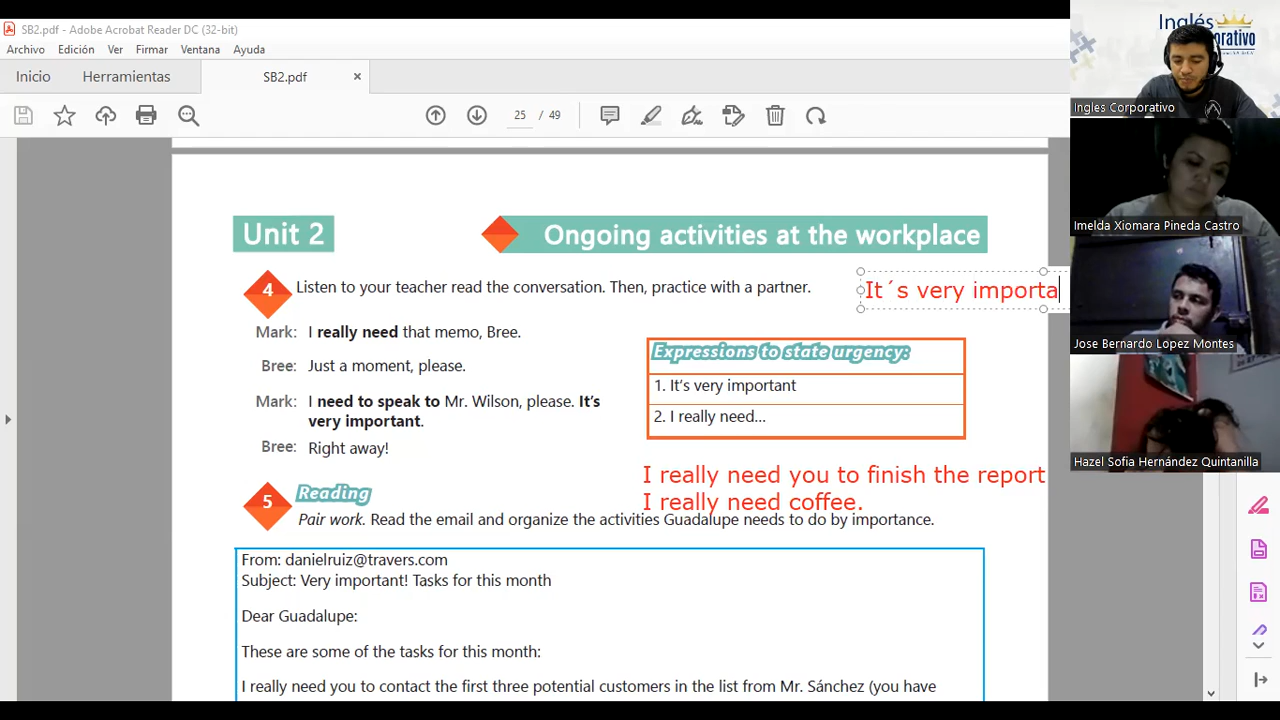 SB2.pdf - Adobe Acrobat Reader DC (32-bit)
Archivo Edición Ver Firmar Ventana Ayuda
Inicio Herramientas SB2.pdf ×
25 / 49
Unit 2 Ongoing activities at the workplace
4 Listen to your teacher read the conversation. Then, practice with a partner.
It´s very importa
Mark: I really need that memo, Bree.
Bree: Just a moment, please.
Mark: I need to speak to Mr. Wilson, please. It's
very important.
Bree: Right away!
Expressions to state urgency:
1. It's very important
2. I really need...
I really need you to finish the report
I really need coffee.
5 Reading
Pair work. Read the email and organize the activities Guadalupe needs to do by importance.
From: danielruiz@travers.com
Subject: Very important! Tasks for this month
Dear Guadalupe:
These are some of the tasks for this month:
I really need you to contact the first three potential customers in the list from Mr. Sánchez (you have
Inglés
Ingles Corporativo
Imelda Xiomara Pineda Castro
Jose Bernardo Lopez Montes
Hazel Sofía Hernández Quintanilla